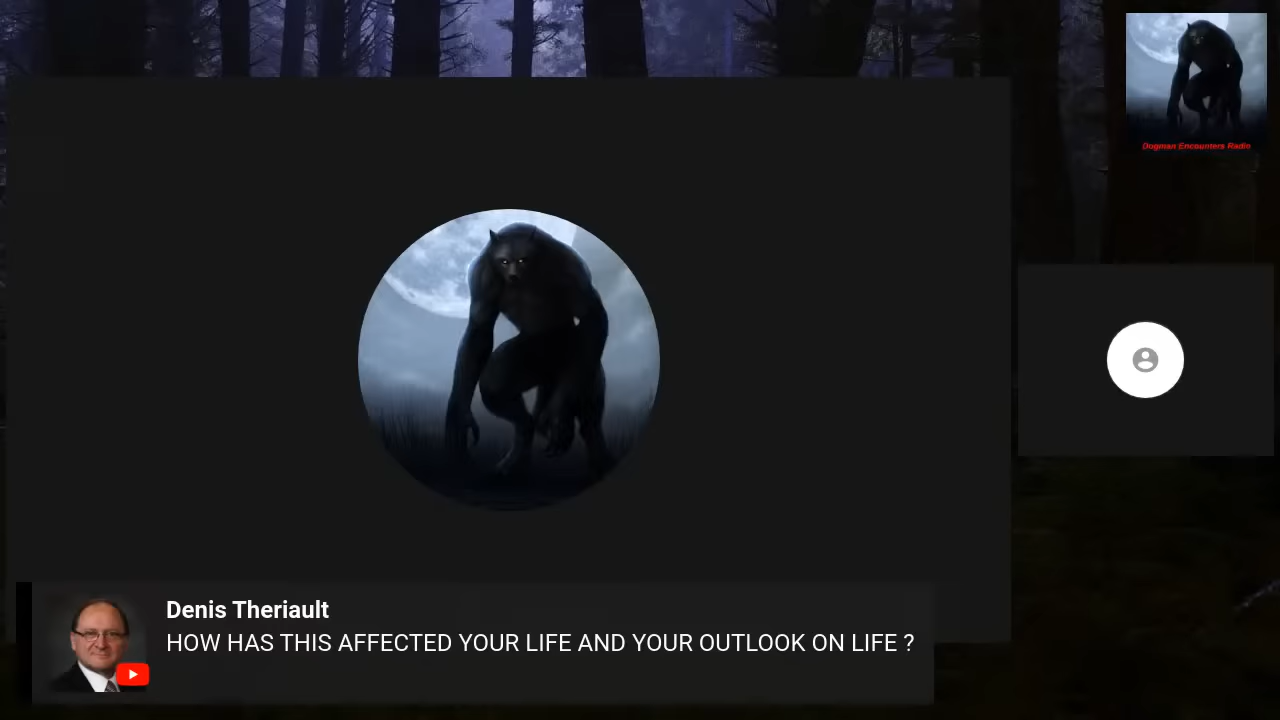 Dogman Encounters Radio
Denis Theriault
HOW HAS THIS AFFECTED YOUR LIFE AND YOUR OUTLOOK ON LIFE ?